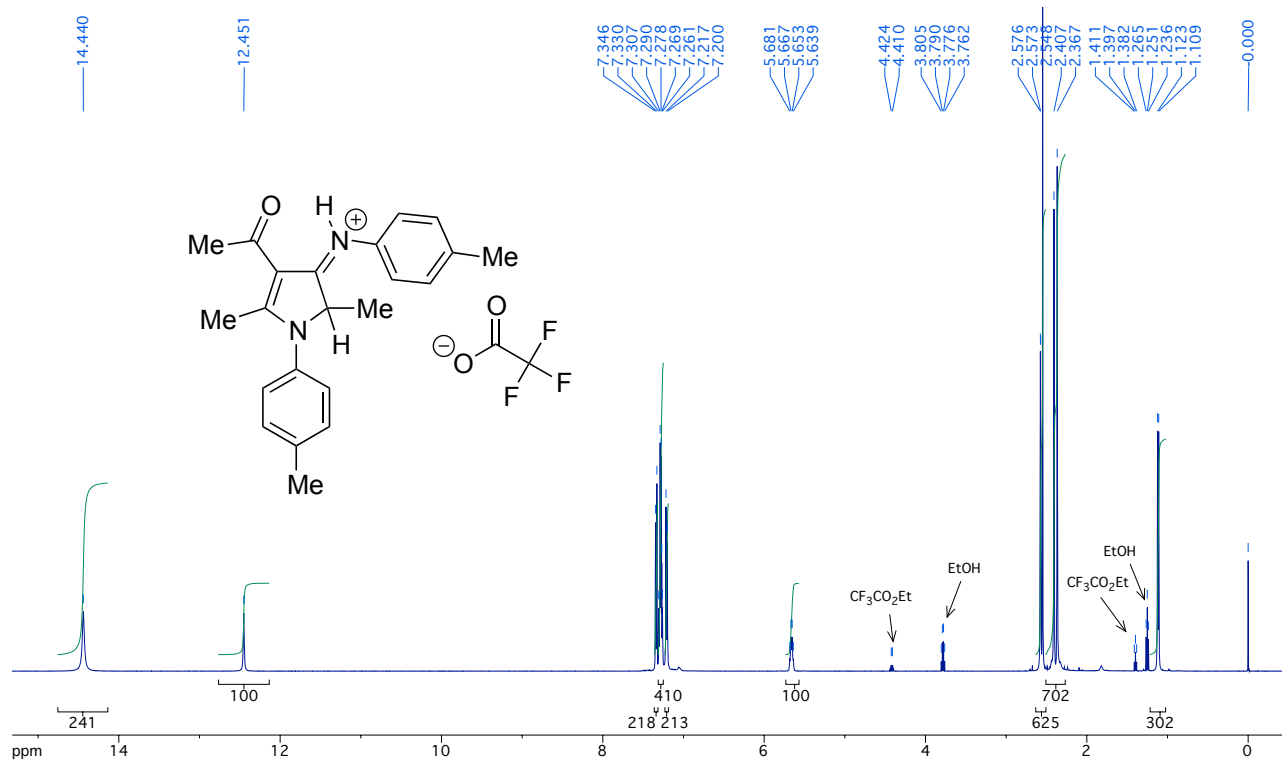 14.440
12.451
7.346
7.330
7.307
7.290
7.278
7.269
7.261
7.217
7.200
5.681
5.667
5.653
5.639
4.424
4.410
3.805
3.790
3.776
3.762
2.576
2.573
2.548
2.407
2.367
1.411
1.397
1.382
1.265
1.251
1.236
1.123
1.109
-0.000
O
H
N
+
Me
Me
Me
N
H
Me
Me
O
−
O
F
F
F
CF3CO2Et
EtOH
CF3CO2Et
EtOH
100
410
100
702
241
218
213
625
302
ppm
14
12
10
8
6
4
2
0